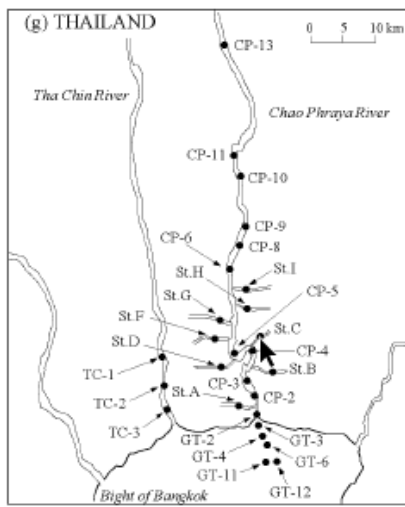 (g) THAILAND
0 5 10 km
CP-13
Tha Chin River
Chao Phraya River
CP-11
CP-10
CP-9
CP-6
CP-8
St.H
St.I
St.G
CP-5
St.F
St.C
St.D
CP-4
TC-1
St.B
CP-3
St.A
TC-2
CP-2
TC-3
GT-2
GT-3
GT-4
GT-6
GT-11
GT-12
Bight of Bangkok